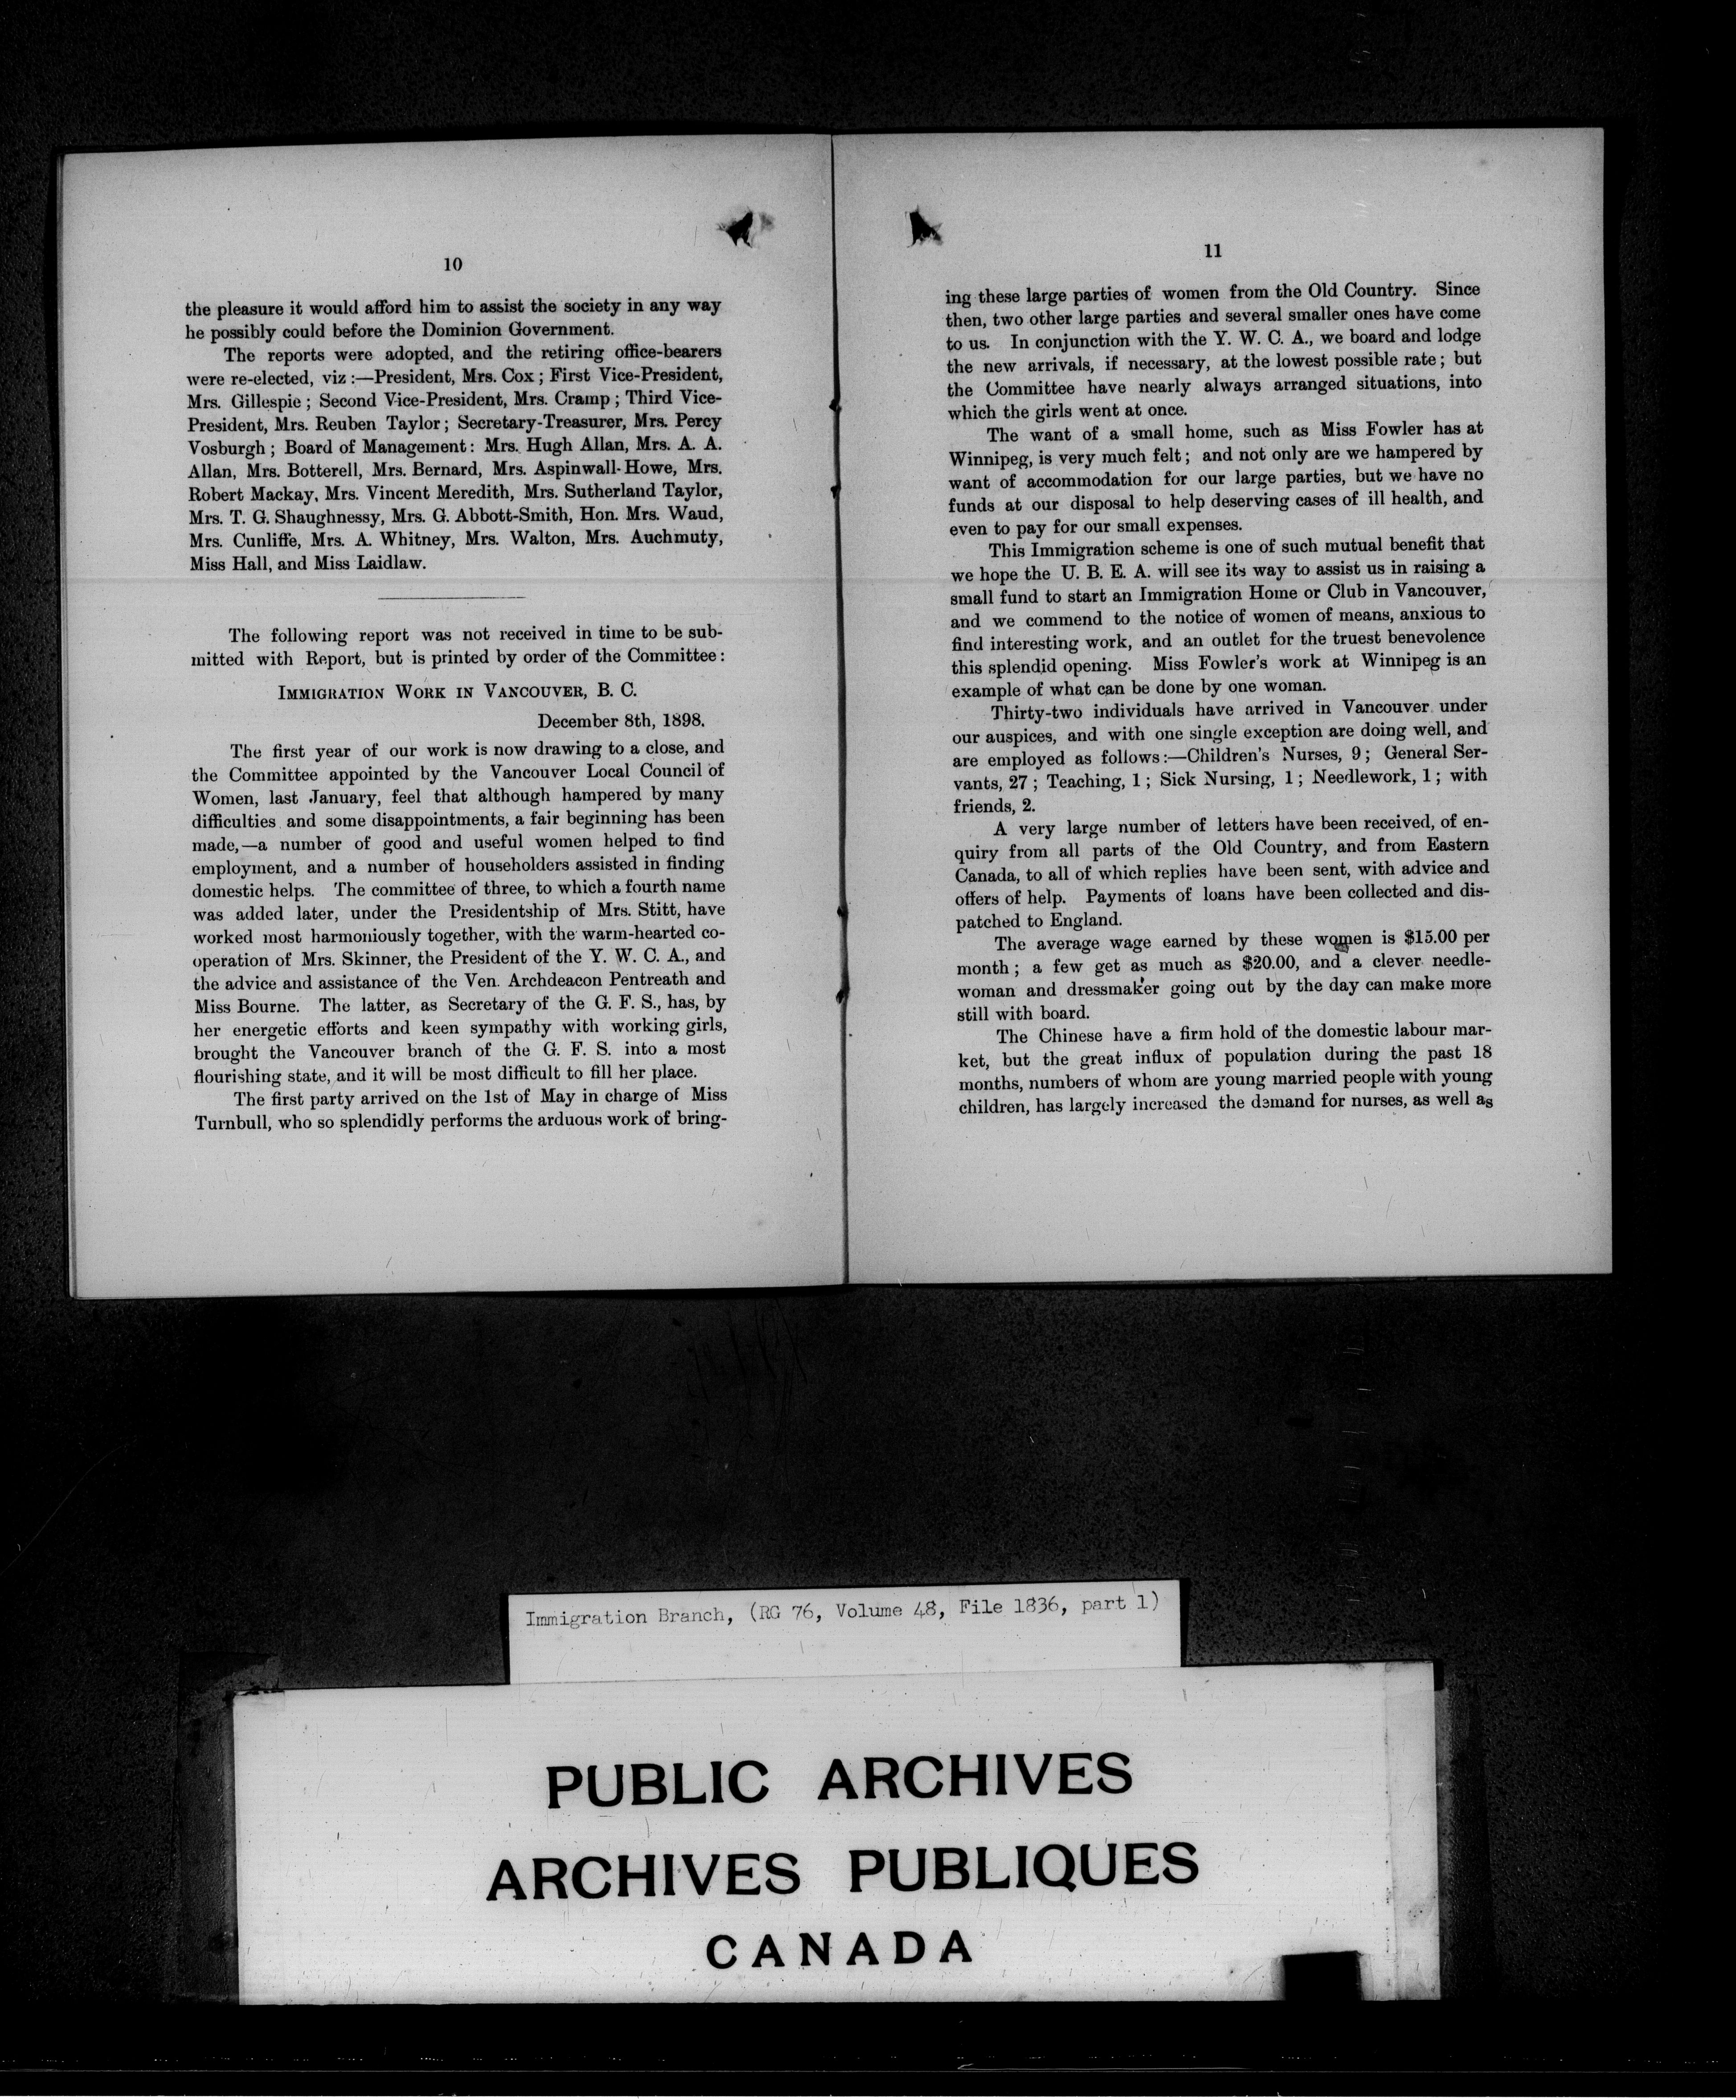 10
the pleasure it would afford him to assist the society in any way
he possibly could before the Dominion Government.
The reports were adopted, and the retiring office-bearers
were re-elected, viz :—President, Mrs. Cox ; First Vice-President,
Mrs. Gillespie ; Second Vice-President, Mrs. Cramp ; Third Vice-
President, Mrs. Reuben Taylor ; Secretary-Treasurer, Mrs. Percy
Vosburgh ; Board of Management : Mrs. Hugh Allan, Mrs. A. A.
Allan, Mrs. Botterell, Mrs. Bernard, Mrs. Aspinwall-Howe, Mrs.
Robert Mackay, Mrs. Vincent Meredith, Mrs. Sutherland Taylor,
Mrs. T. G. Shaughnessy, Mrs. G. Abbott-Smith, Hon. Mrs. Waud,
Mrs. Cunliffe, Mrs. A. Whitney, Mrs. Walton, Mrs. Auchmuty,
Miss Hall, and Miss Laidlaw.
The following report was not received in time to be sub-
mitted with Report, but is printed by order of the Committee :
IMMIGRATION WORK IN VANCOUVER, B. C.
December 8th, 1898.
The first year of our work is now drawing to a close, and
the Committee appointed by the Vancouver Local Council of
Women, last January, feel that although hampered by many
difficulties and some disappointments, a fair beginning has been
made,—a number of good and useful women helped to find
employment, and a number of householders assisted in finding
domestic helps. The committee of three, to which a fourth name
was added later, under the Presidentship of Mrs. Stitt, have
worked most harmoniously together, with the warm-hearted co-
operation of Mrs. Skinner, the President of the Y. W. C. A., and
the advice and assistance of the Ven. Archdeacon Pentreath and
Miss Bourne. The latter, as Secretary of the G. F. S., has, by
her energetic efforts and keen sympathy with working girls,
brought the Vancouver branch of the G. F. S. into a most
flourishing state, and it will be most difficult to fill her place.
The first party arrived on the 1st of May in charge of Miss
Turnbull, who so splendidly performs the arduous work of bring-
11
ing these large parties of women from the Old Country. Since
then, two other large parties and several smaller ones have come
to us. In conjunction with the Y. W. C. A., we board and lodge
the new arrivals, if necessary, at the lowest possible rate ; but
the Committee have nearly always arranged situations, into
which the girls went at once.
The want of a small home, such as Miss Fowler has at
Winnipeg, is very much felt ; and not only are we hampered by
want of accommodation for our large parties, but we have no
funds at our disposal to help deserving cases of ill health, and
even to pay for our small expenses.
This Immigration scheme is one of such mutual benefit that
we hope the U. B. E. A. will see its way to assist us in raising a
small fund to start an Immigration Home or Club in Vancouver,
and we commend to the notice of women of means, anxious to
find interesting work, and an outlet for the truest benevolence
this splendid opening. Miss Fowler's work at Winnipeg is an
example of what can be done by one woman.
Thirty-two individuals have arrived in Vancouver under
our auspices, and with one single exception are doing well, and
are employed as follows :—Children's Nurses, 9 ; General Ser-
vants, 27 ; Teaching, 1 ; Sick Nursing, 1 ; Needlework, 1 ; with
friends, 2.
A very large number of letters have been received, of en-
quiry from all parts of the Old Country, and from Eastern
Canada, to all of which replies have been sent, with advice and
offers of help. Payments of loans have been collected and dis-
patched to England.
The average wage earned by these women is $15.00 per
month ; a few get as much as $20.00, and a clever needle-
woman and dressmaker going out by the day can make more
still with board.
The Chinese have a firm hold of the domestic labour mar-
ket, but the great influx of population during the past 18
months, numbers of whom are young married people with young
children, has largely increased the demand for nurses, as well as
Immigration Branch, (RG 76, Volume 48, File 1836, part 1)
PUBLIC ARCHIVES
ARCHIVES PUBLIQUES
CANADA